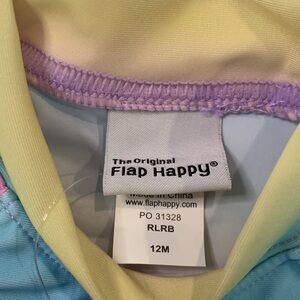 The Original
Flap Happy®
Made in China
www.flaphappy.com
PO 31328
RLRB
12M